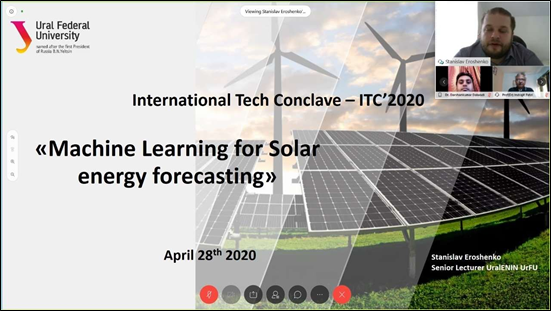 Viewing Stanislav Eroshenko'...
Ural Federal
University
named after the first President
of Russia B.N.Yeltsin
Stanislav Eroshenko
International Tech Conclave – ITC'2020
«Machine Learning for Solar
energy forecasting»
April 28th 2020
Stanislav Eroshenko
Senior Lecturer UralENIN UrFU